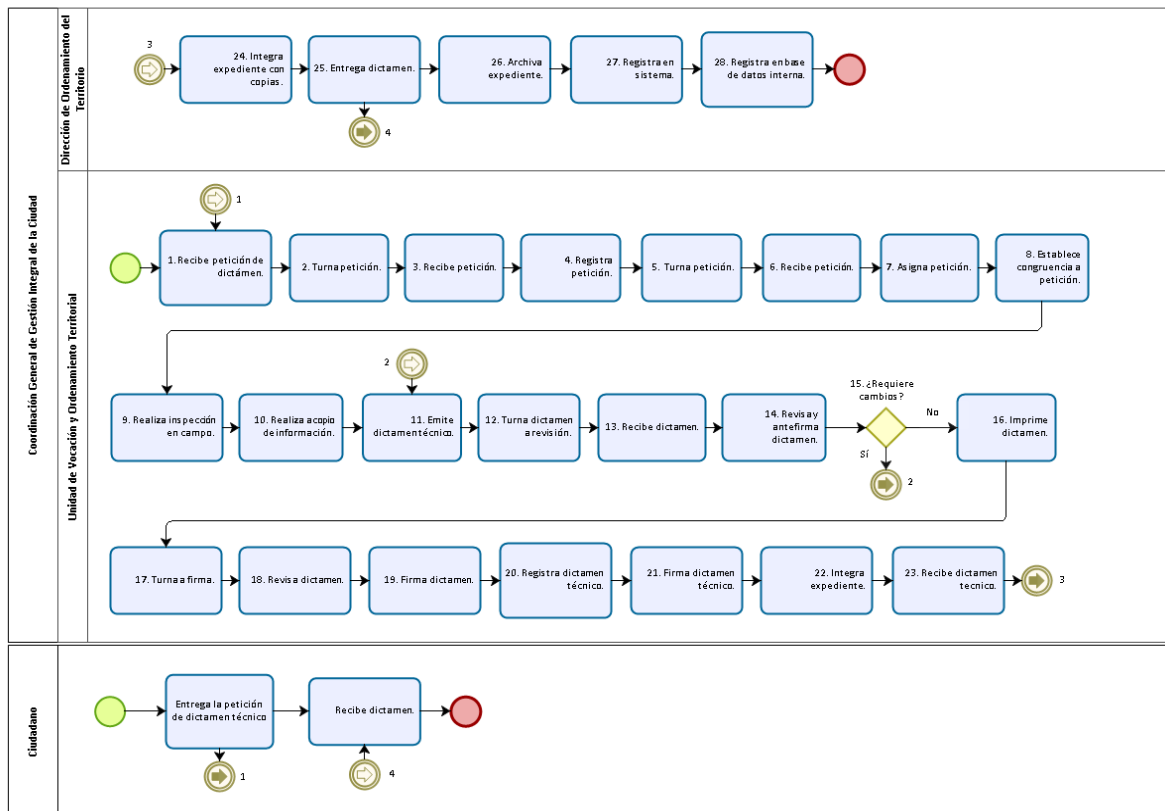 Coordinación General de Gestión Integral de la Ciudad
Dirección de Ordenamiento del
Territorio
3
24. Integra
expediente con
copias.
25. Entrega dictamen.
26. Archiva
expediente.
27. Registra en
sistema.
28. Registra en base
de datos interna.
4
Unidad de Vocación y Ordenamiento Territorial
1
1. Recibe petición de
dictámen.
2. Turna petición.
3. Recibe petición.
4. Registra
petición.
5. Turna petición.
6. Recibe petición.
7. Asigna petición.
8. Establece
congruencia a
petición.
2
9. Realiza inspección
en campo.
10. Realiza acopio
de información.
11. Emite
dictamen técnico.
12. Turna dictamen
a revisión.
13. Recibe dictamen.
14. Revisa y
antefirma
dictamen.
15. ¿Requiere
cambios?
No
Sí
2
16. Imprime
dictamen.
17. Turna a firma.
18. Revisa dictamen.
19. Firma dictamen.
20. Registra dictamen
técnico.
21. Firma dictamen
técnico.
22. Integra
expediente.
23. Recibe dictamen
tecnico.
3
Ciudadano
Entrega la petición
de dictamen técnico
Recibe dictamen.
1
4